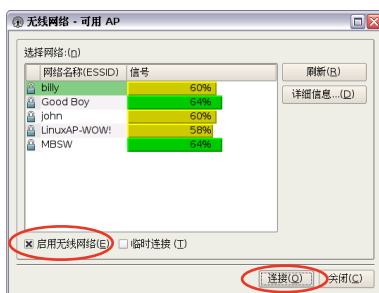 无线网络 - 可用 AP
选择网络:(n)
网络名称(ESSID) 信号
刷新(R)
billy 60%
详细信息...(D)
Good Boy 64%
john 60%
LinuxAP-WOW! 58%
MBSW 64%
启用无线网络(E) 临时连接 (T)
连接(O) 关闭(C)